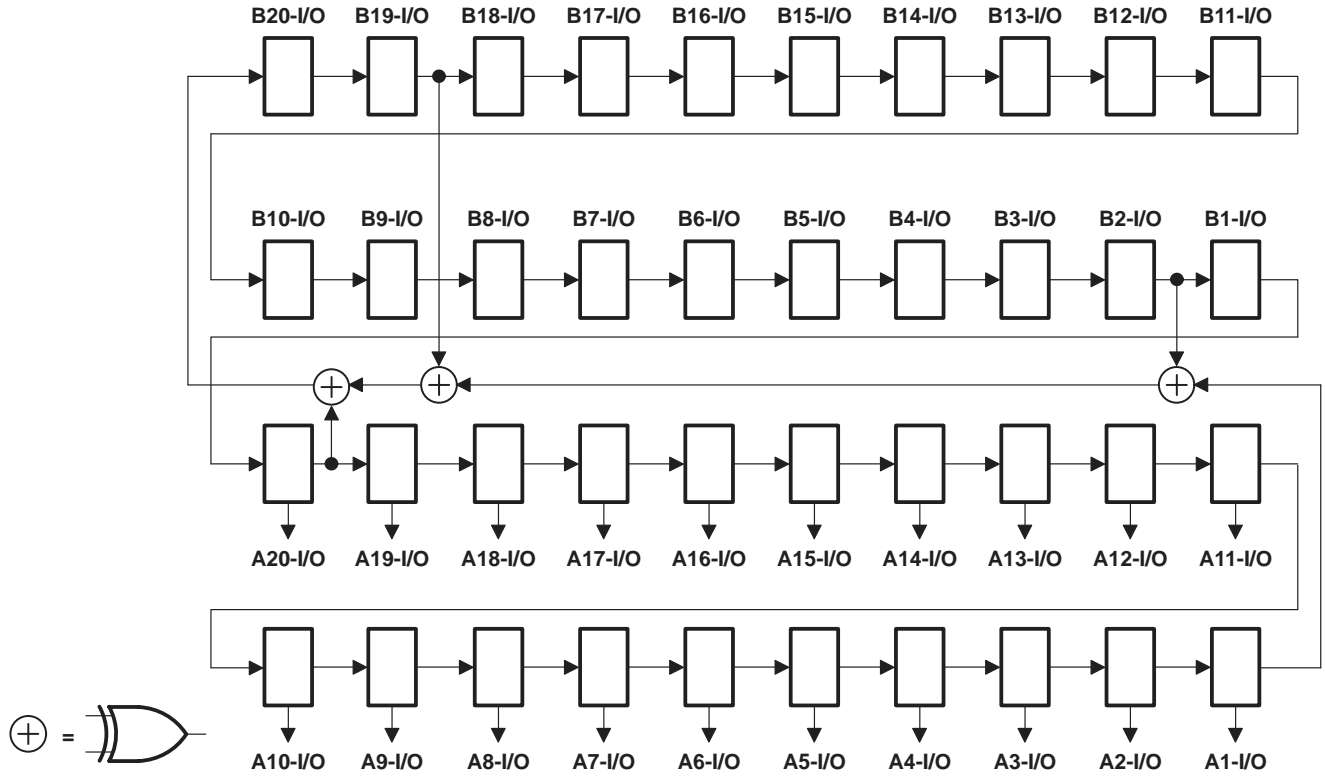 B20-I/O B19-I/O B18-I/O B17-I/O B16-I/O B15-I/O B14-I/O B13-I/O B12-I/O B11-I/O
B10-I/O B9-I/O B8-I/O B7-I/O B6-I/O B5-I/O B4-I/O B3-I/O B2-I/O B1-I/O
A20-I/O A19-I/O A18-I/O A17-I/O A16-I/O A15-I/O A14-I/O A13-I/O A12-I/O A11-I/O
=
A10-I/O A9-I/O A8-I/O A7-I/O A6-I/O A5-I/O A4-I/O A3-I/O A2-I/O A1-I/O